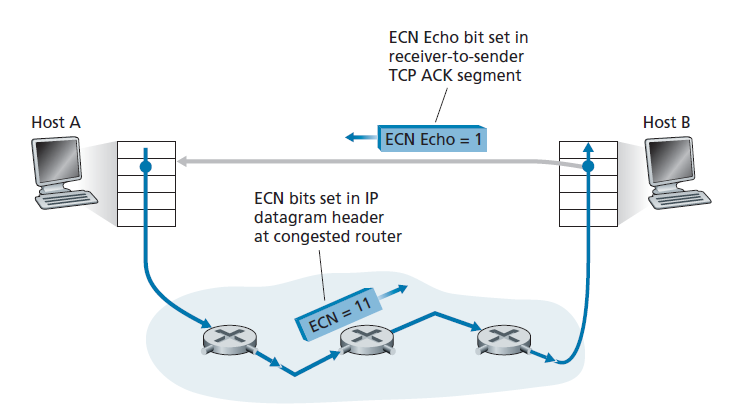 ECN Echo bit set in
receiver-to-sender
TCP ACK segment
Host A
Host B
ECN Echo = 1
ECN bits set in IP
datagram header
at congested router
ECN = 11